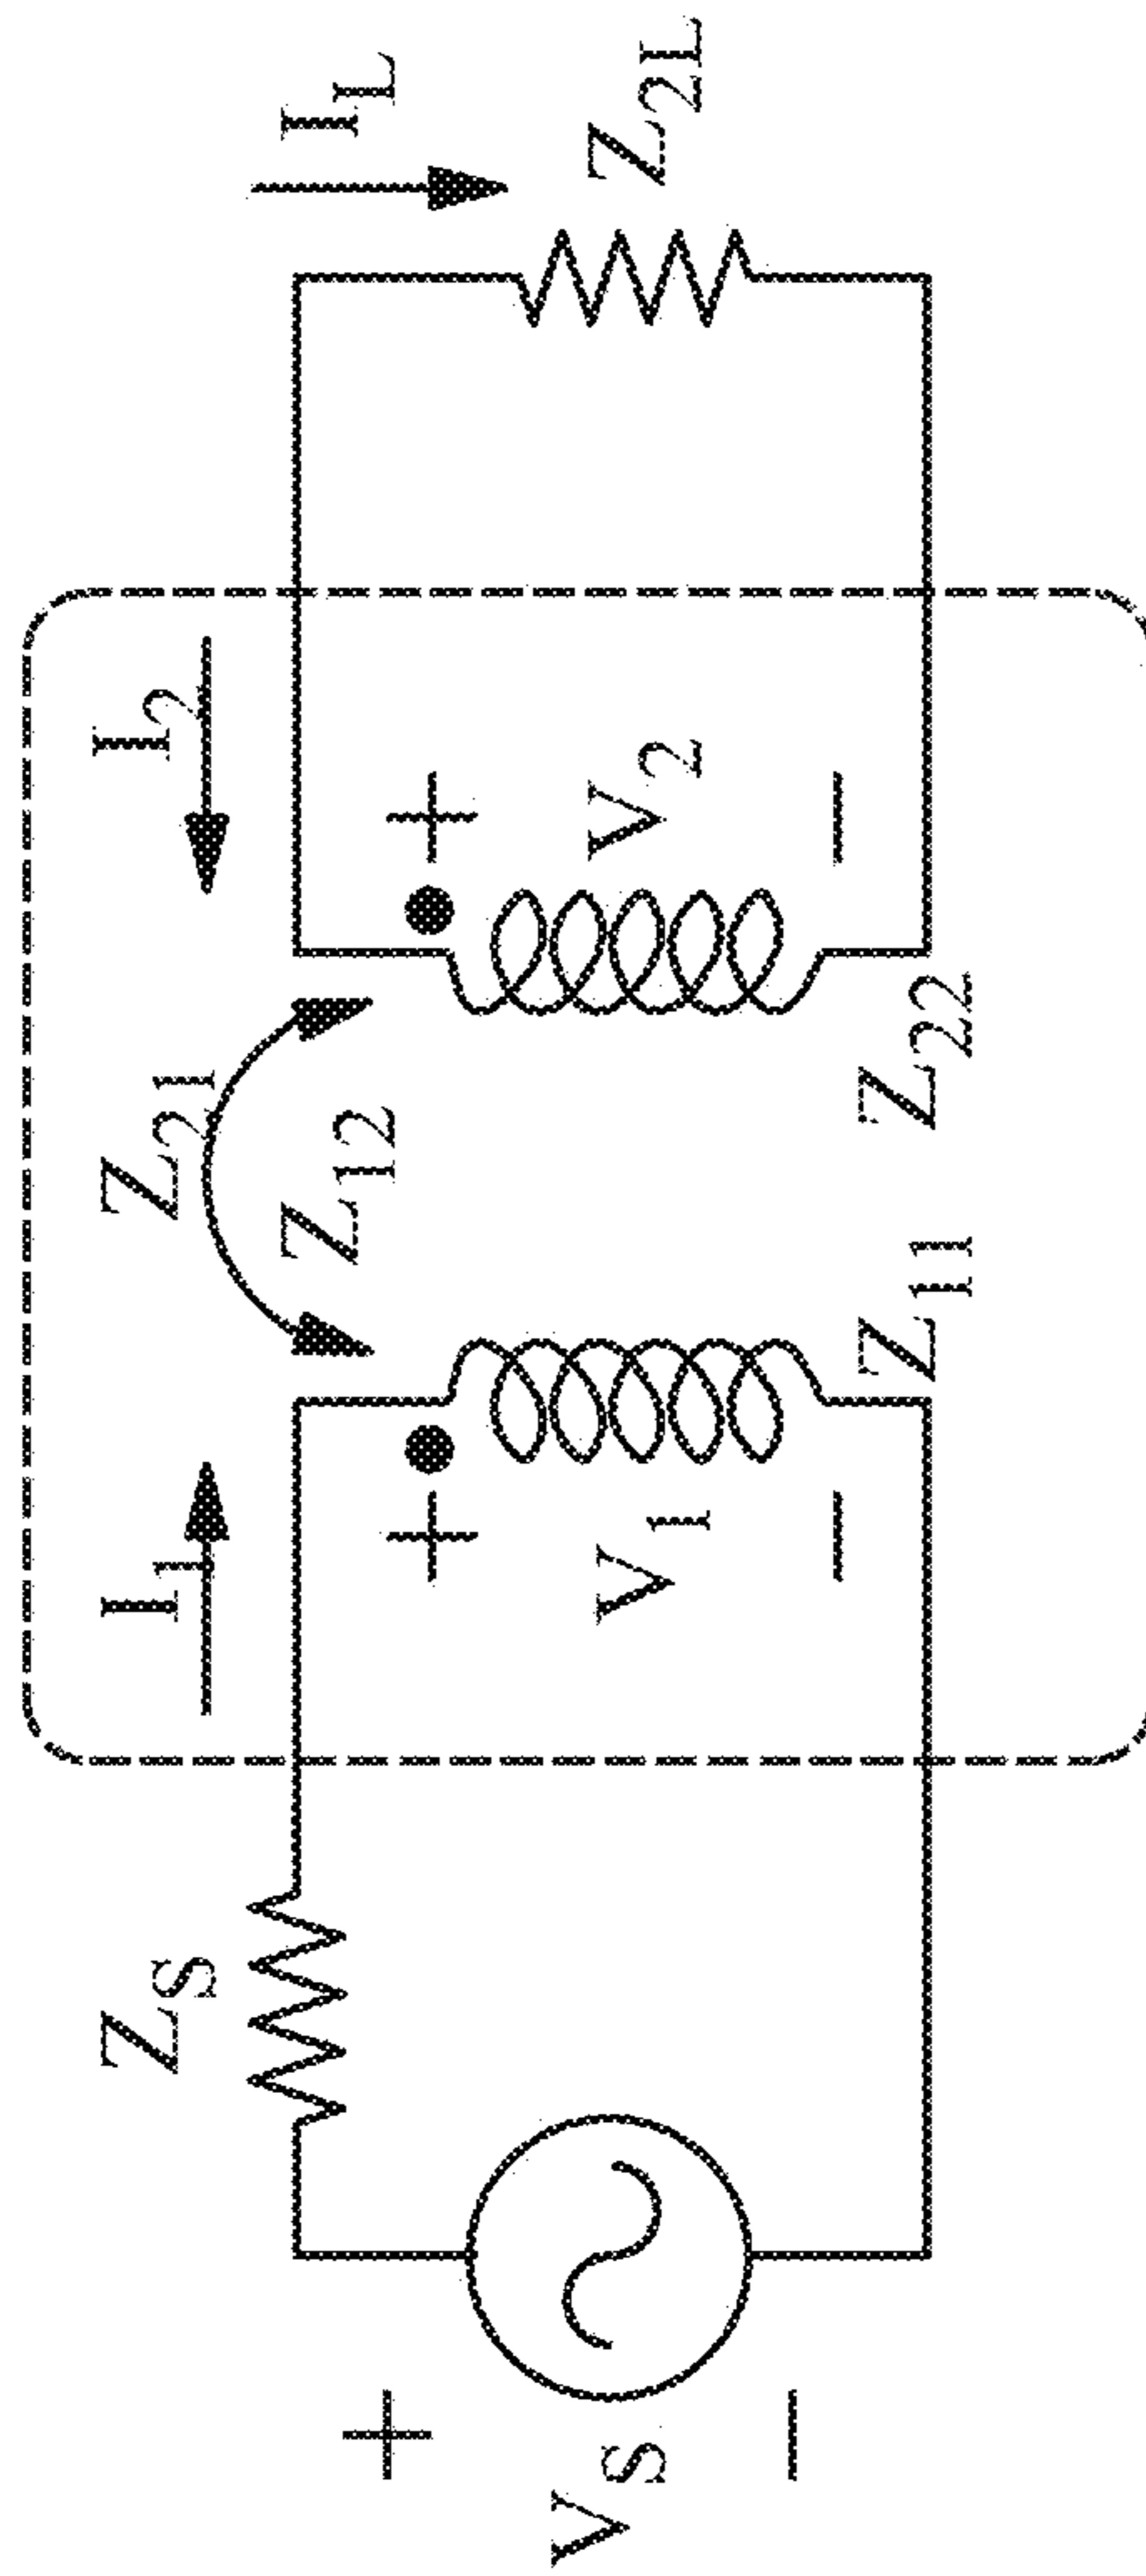 V_S
+
−
Z_S
I_1
+
V_1
−
Z_11
Z_21
Z_12
Z_22
I_2
+
V_2
−
I_L
Z_2L